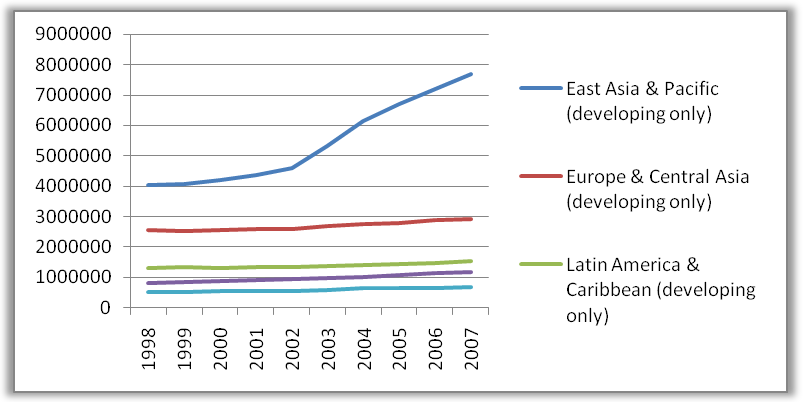 9000000
8000000
7000000
6000000
5000000
4000000
3000000
2000000
1000000
0
1998
1999
2000
2001
2002
2003
2004
2005
2006
2007
East Asia & Pacific
(developing only)
Europe & Central Asia
(developing only)
Latin America &
Caribbean (developing
only)